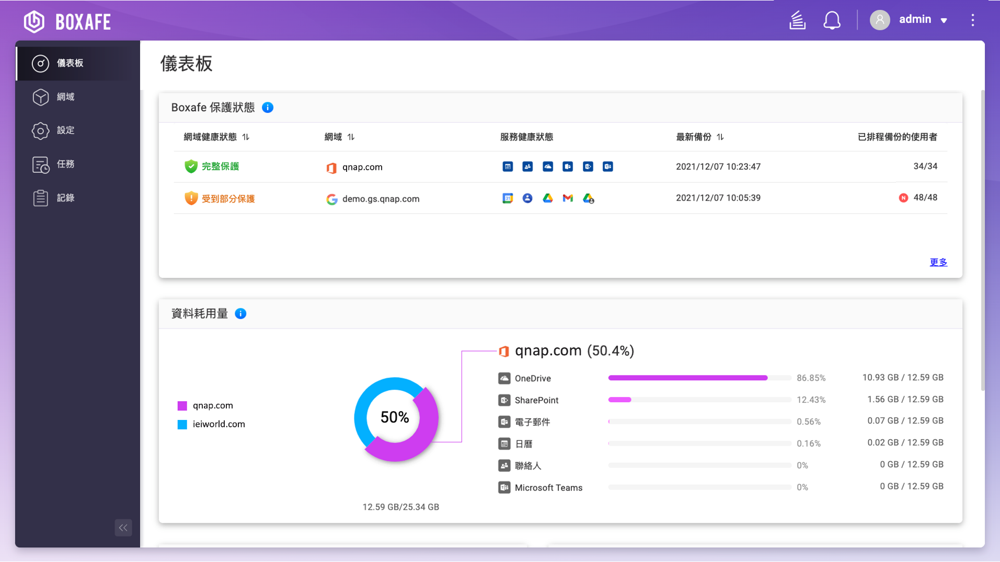 BOXAFE
admin
儀表板
網域
設定
任務
記錄
儀表板
Boxafe 保護狀態
網域健康狀態 網域 服務健康狀態 最新備份 已排程備份的使用者
完整保護 qnap.com 2021/12/07 10:23:47 34/34
受到部分保護 demo.gs.qnap.com 31 2021/12/07 10:05:39 N 48/48
更多
資料耗用量
qnap.com
ieiworld.com
50%
12.59 GB/25.34 GB
qnap.com (50.4%)
OneDrive 86.85% 10.93 GB / 12.59 GB
SharePoint 12.43% 1.56 GB / 12.59 GB
電子郵件 0.56% 0.07 GB / 12.59 GB
日曆 0.16% 0.02 GB / 12.59 GB
聯絡人 0% 0 GB / 12.59 GB
Microsoft Teams 0% 0 GB / 12.59 GB